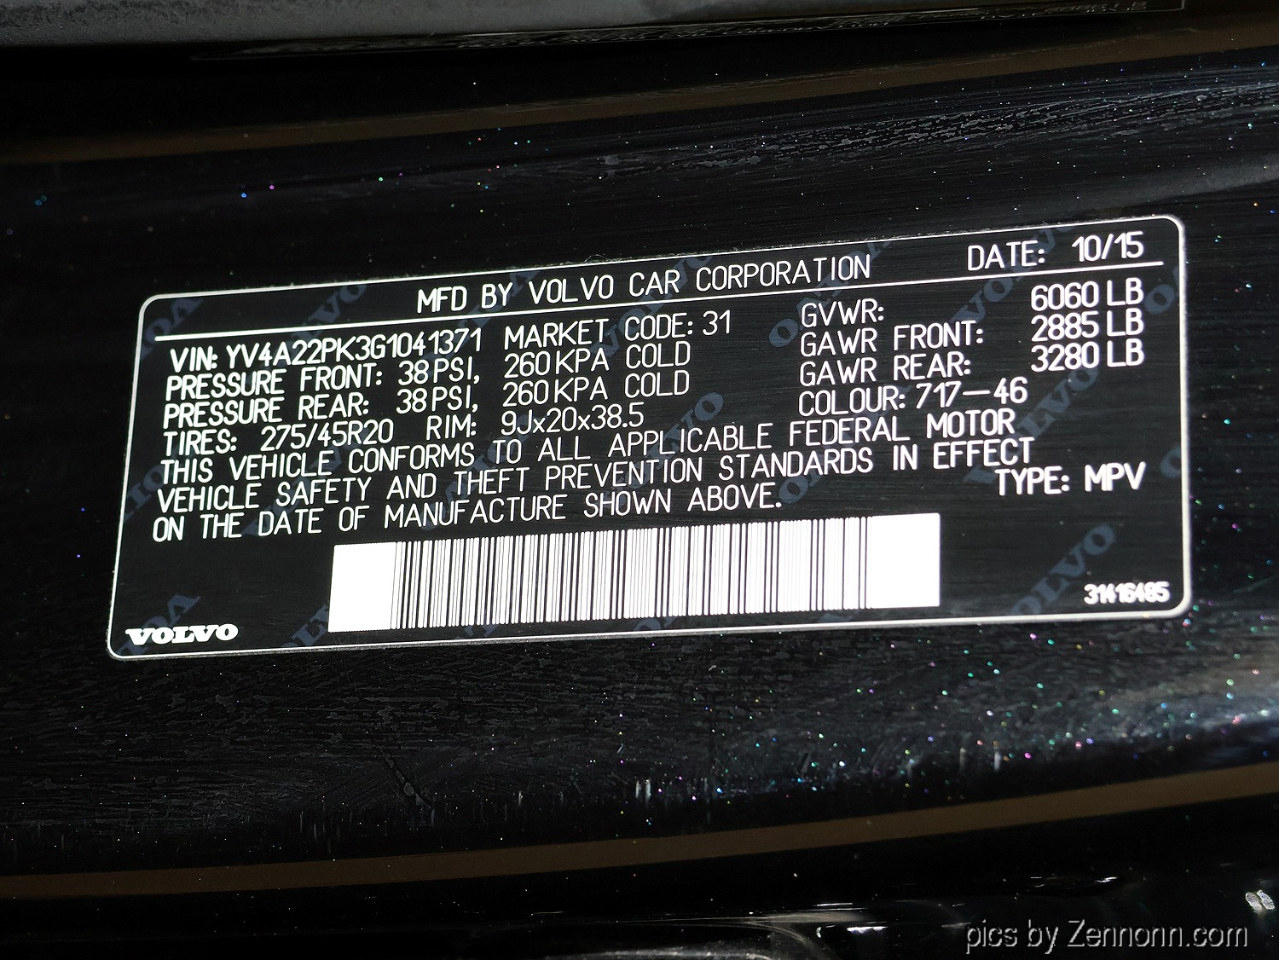 MFD BY VOLVO CAR CORPORATION DATE: 10/15
VIN: YV4A22PK3G1041371 MARKET CODE: 31 GVWR: 6060 LB
PRESSURE FRONT: 38 PSI, 260 KPA COLD GAWR FRONT: 2885 LB
PRESSURE REAR: 38 PSI, 260 KPA COLD GAWR REAR: 3280 LB
TIRES: 275/45R20 RIM: 9Jx20x38.5 COLOUR: 717-46
THIS VEHICLE CONFORMS TO ALL APPLICABLE FEDERAL MOTOR
VEHICLE SAFETY AND THEFT PREVENTION STANDARDS IN EFFECT
ON THE DATE OF MANUFACTURE SHOWN ABOVE. TYPE: MPV
31416485
VOLVO
pics by Zennonn.com